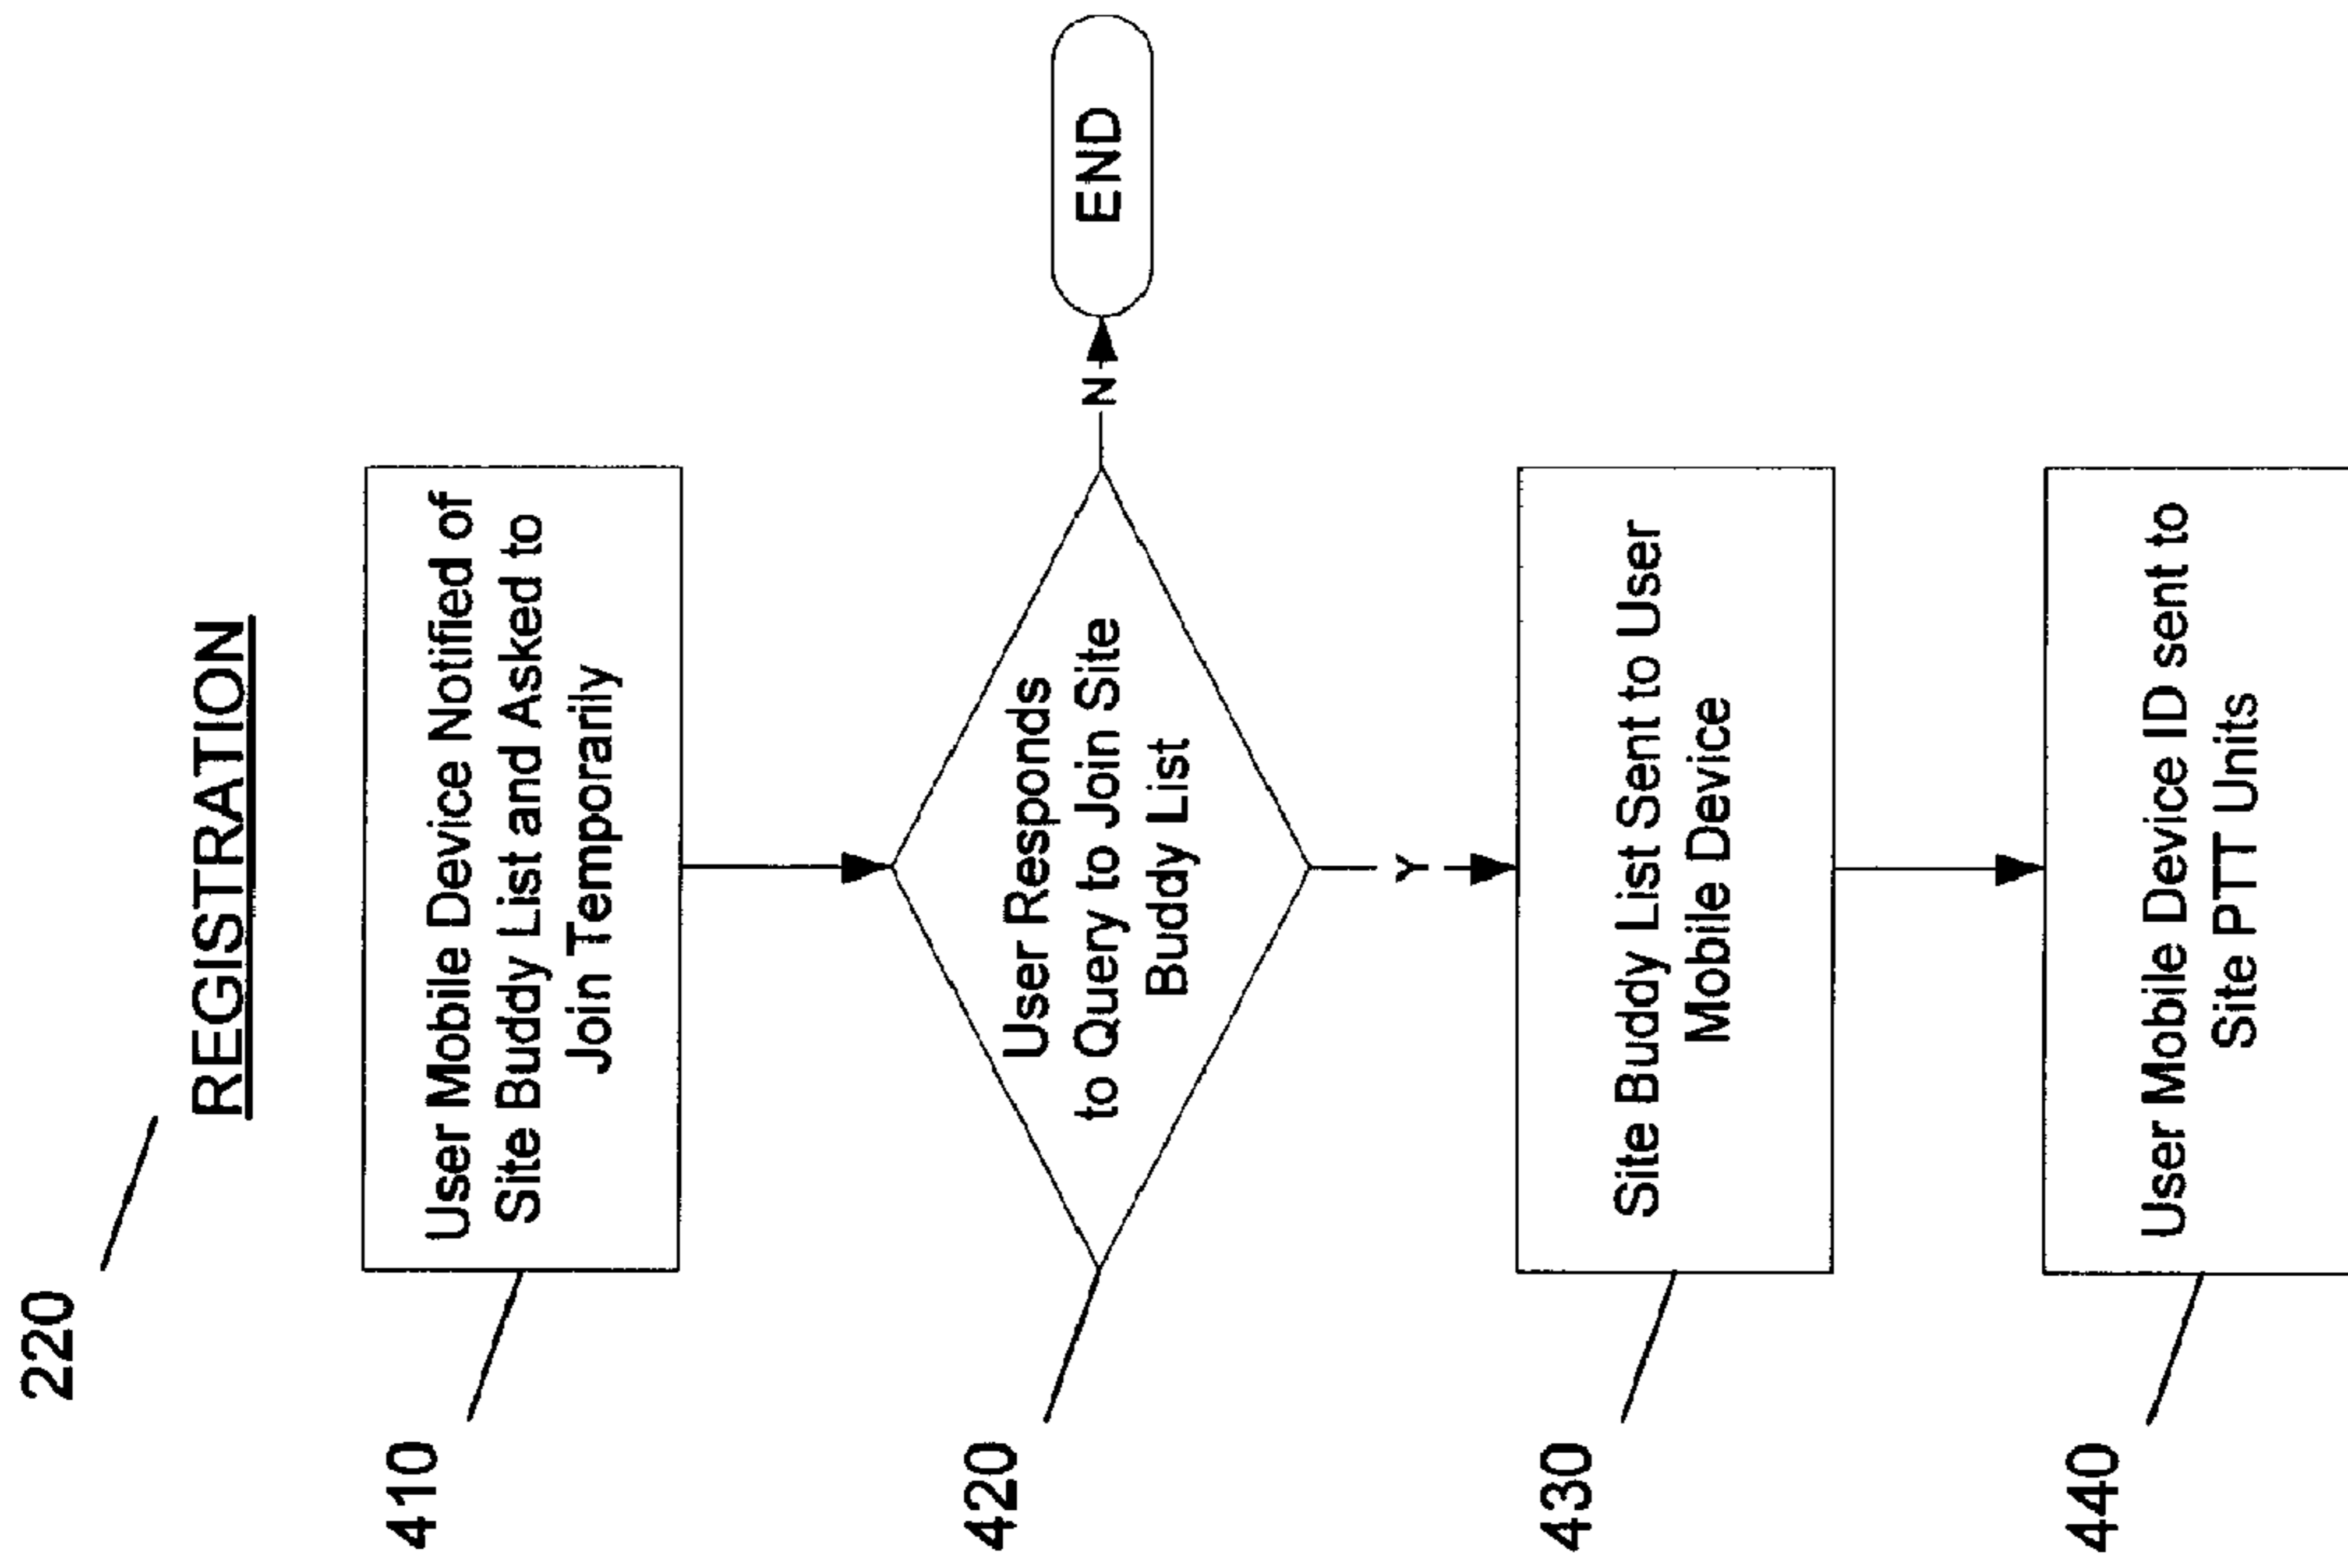 220
REGISTRATION
410
User Mobile Device Notified of
Site Buddy List and Asked to
Join Temporarily
420
User Responds
to Query to Join Site
Buddy List
N
END
Y
430
Site Buddy List Sent to User
Mobile Device
440
User Mobile Device ID sent to
Site PTT Units